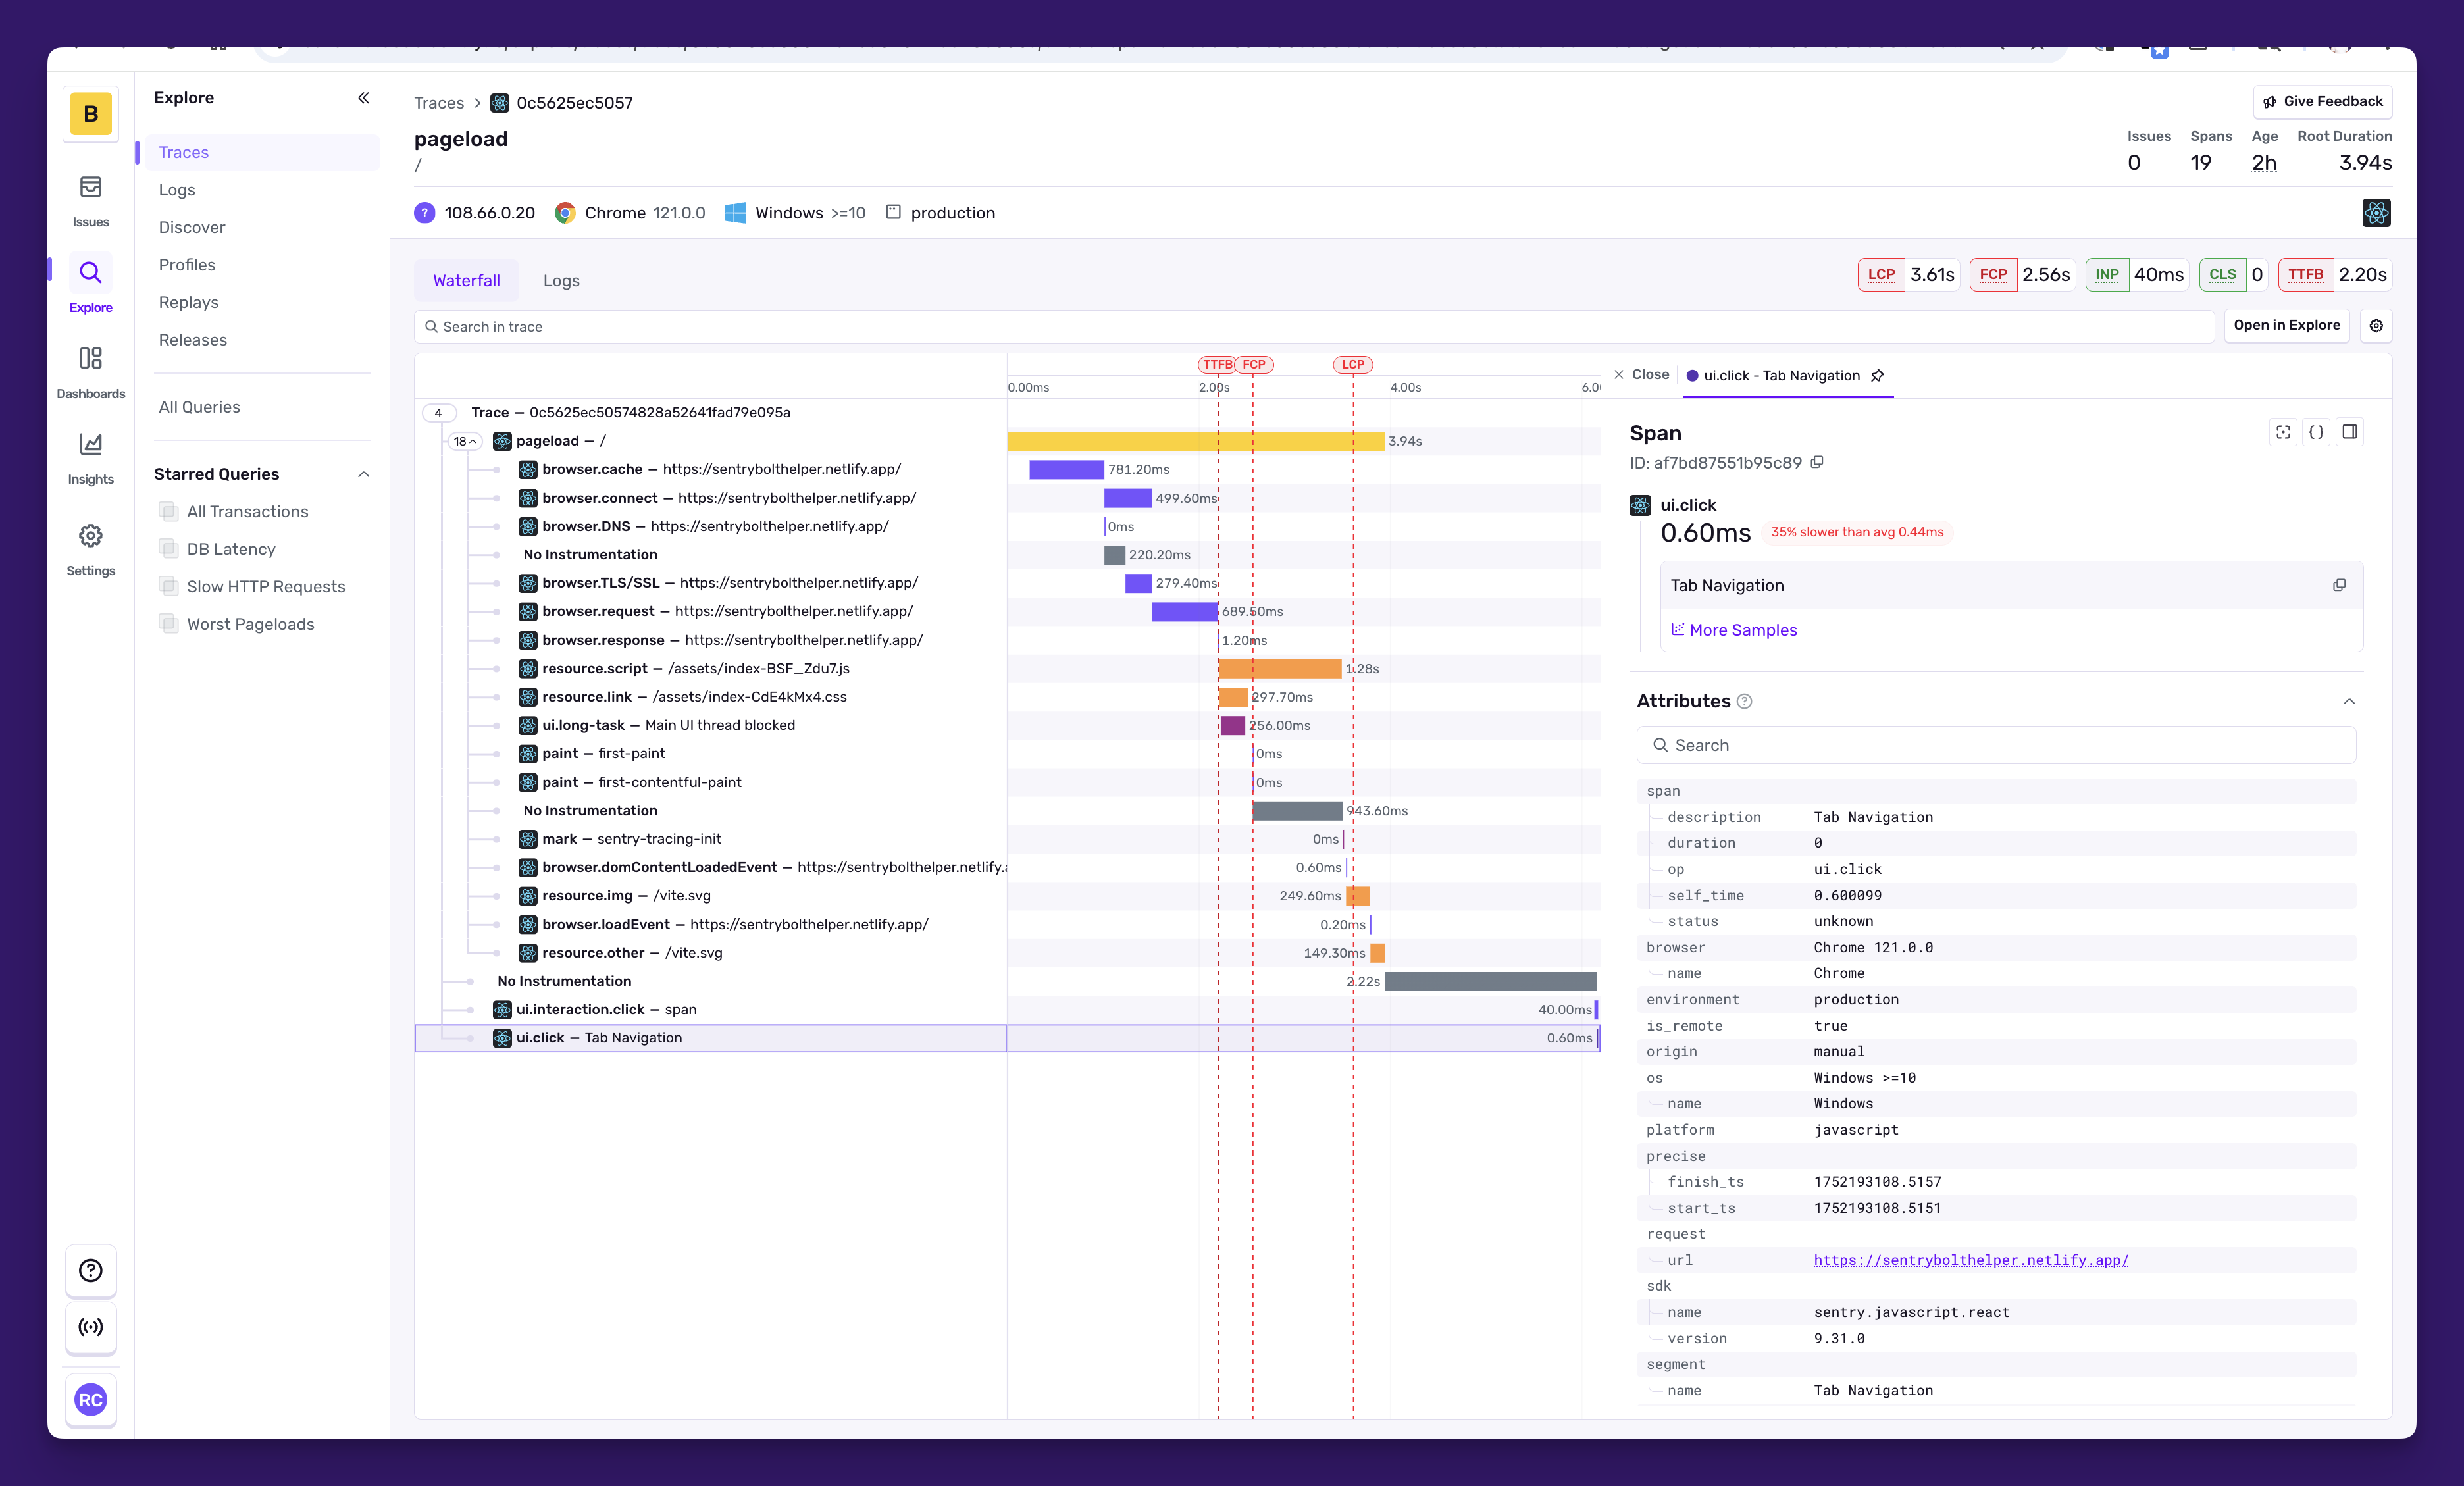 B
Issues
Explore
Dashboards
Insights
Settings
RC
Explore
Traces
Logs
Discover
Profiles
Replays
Releases
All Queries
Starred Queries
All Transactions
DB Latency
Slow HTTP Requests
Worst Pageloads
Traces > 0c5625ec5057
Give Feedback
pageload
/
Issues Spans Age Root Duration
0 19 2h 3.94s
? 108.66.0.20 Chrome 121.0.0 Windows >=10 production
Waterfall Logs
LCP 3.61s FCP 2.56s INP 40ms CLS 0 TTFB 2.20s
Search in trace
Open in Explore
TTFB FCP LCP
0.00ms 2.00s 4.00s 6.0
4 Trace — 0c5625ec50574828a52641fad79e095a
18 pageload — / 3.94s
browser.cache — https://sentrybolthelper.netlify.app/ 781.20ms
browser.connect — https://sentrybolthelper.netlify.app/ 499.60ms
browser.DNS — https://sentrybolthelper.netlify.app/ 0ms
No Instrumentation 220.20ms
browser.TLS/SSL — https://sentrybolthelper.netlify.app/ 279.40ms
browser.request — https://sentrybolthelper.netlify.app/ 689.50ms
browser.response — https://sentrybolthelper.netlify.app/ 1.20ms
resource.script — /assets/index-BSF_Zdu7.js 1.28s
resource.link — /assets/index-CdE4kMx4.css 297.70ms
ui.long-task — Main UI thread blocked 256.00ms
paint — first-paint 0ms
paint — first-contentful-paint 0ms
No Instrumentation 943.60ms
mark — sentry-tracing-init 0ms
browser.domContentLoadedEvent — https://sentrybolthelper.netlify.a 0.60ms
resource.img — /vite.svg 249.60ms
browser.loadEvent — https://sentrybolthelper.netlify.app/ 0.20ms
resource.other — /vite.svg 149.30ms
No Instrumentation 2.22s
ui.interaction.click — span 40.00ms
ui.click — Tab Navigation 0.60ms
Close ui.click - Tab Navigation
Span
ID: af7bd87551b95c89
ui.click
0.60ms 35% slower than avg 0.44ms
Tab Navigation
More Samples
Attributes ?
Search
span
description Tab Navigation
duration 0
op ui.click
self_time 0.600099
status unknown
browser Chrome 121.0.0
name Chrome
environment production
is_remote true
origin manual
os Windows >=10
name Windows
platform javascript
precise
finish_ts 1752193108.5157
start_ts 1752193108.5151
request
url https://sentrybolthelper.netlify.app/
sdk
name sentry.javascript.react
version 9.31.0
segment
name Tab Navigation